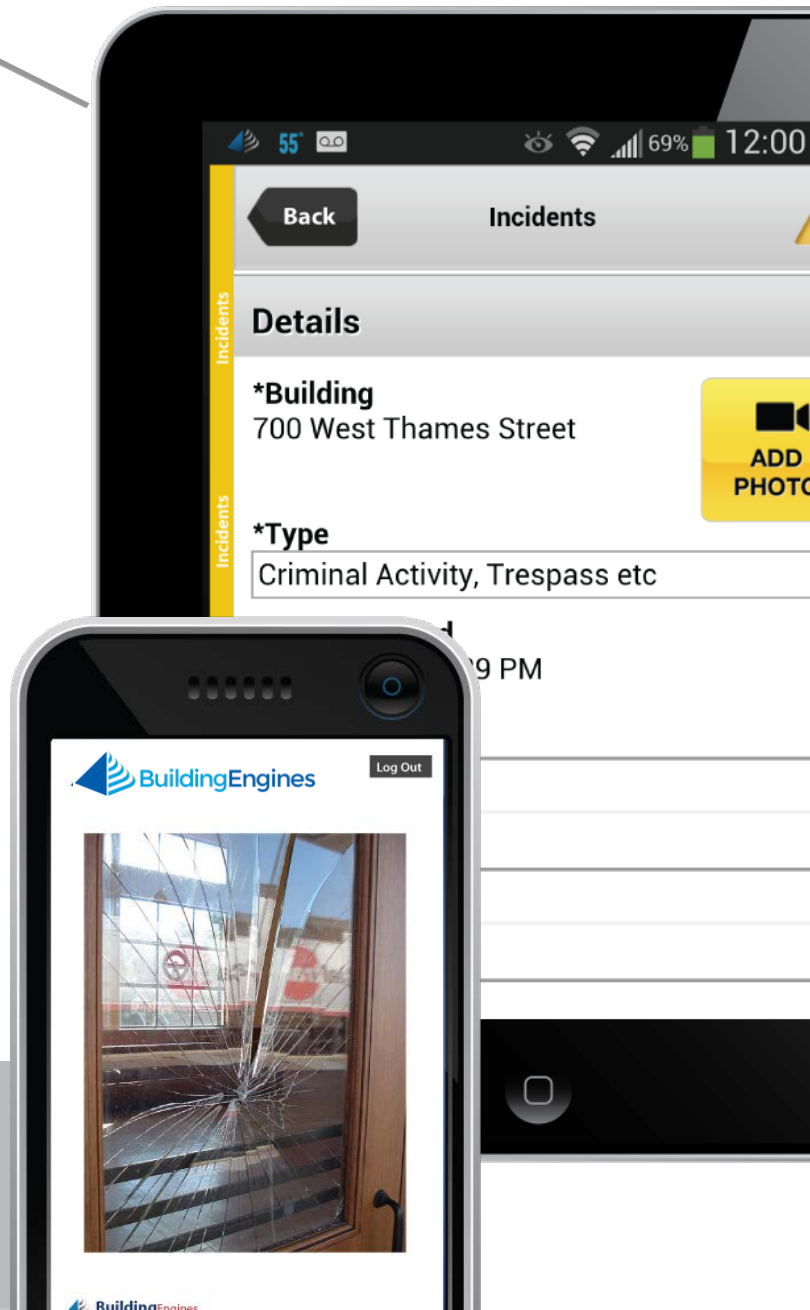 55°
69%
12:00
Back
Incidents
Incidents
Details
*Building
700 West Thames Street
ADD
Incidents
*Type
Criminal Activity, Trespass etc
9 PM
BuildingEngines
Log Out
BuildingEngines